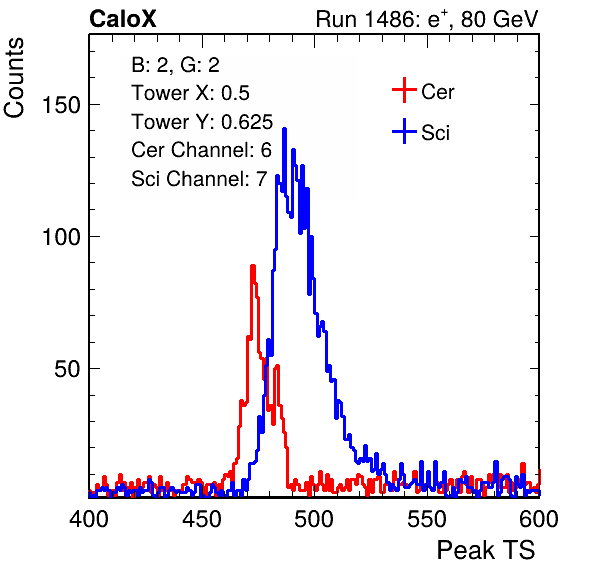 CaloX
Run 1486: e+, 80 GeV
Counts
B: 2, G: 2
Tower X: 0.5
Tower Y: 0.625
Cer Channel: 6
Sci Channel: 7
Cer
Sci
150
100
50
400 450 500 550 600
Peak TS